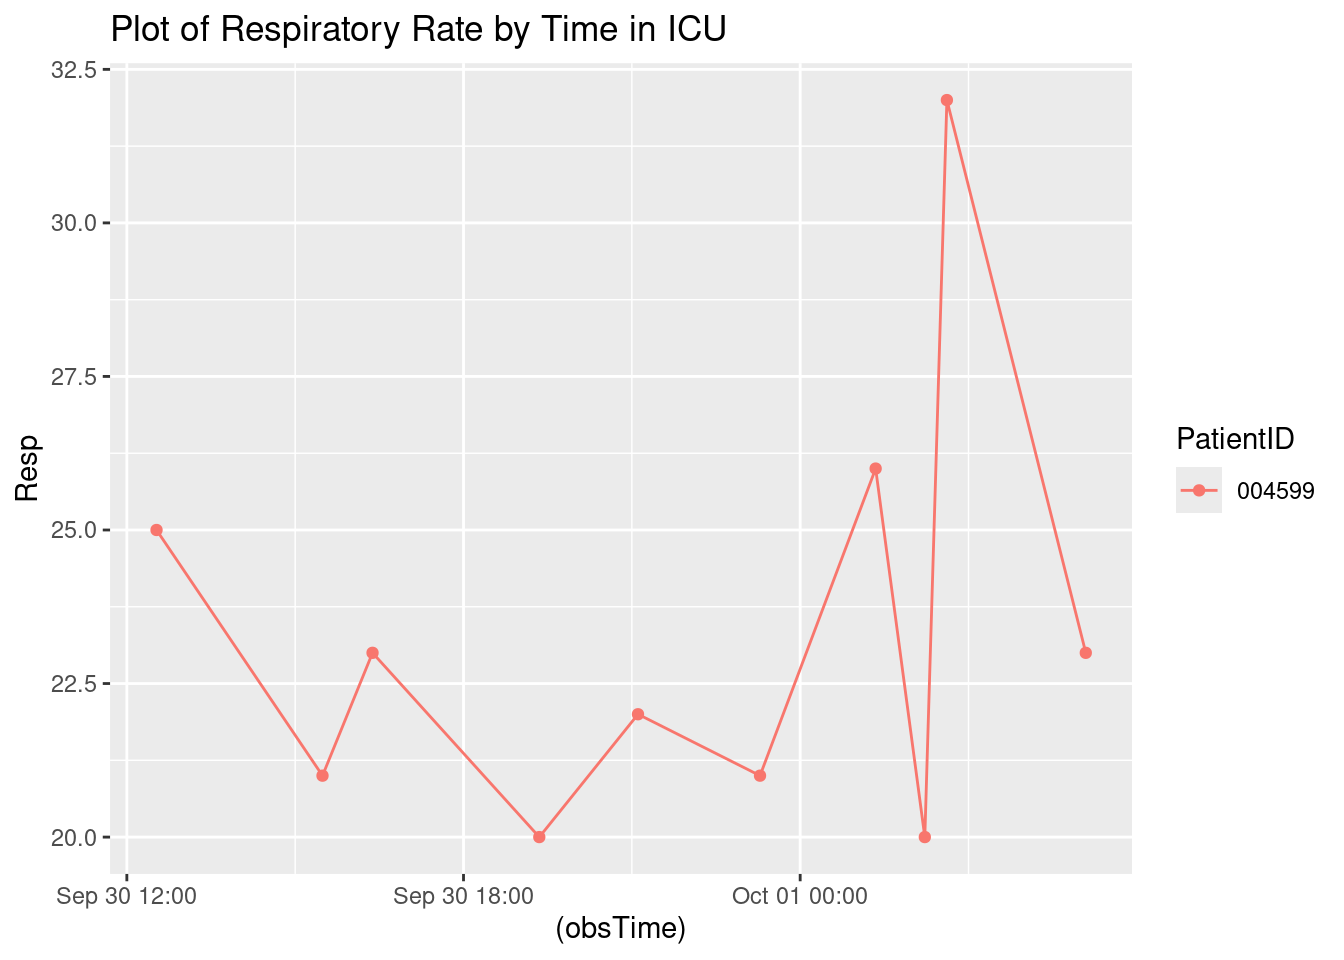 Plot of Respiratory Rate by Time in ICU
32.5
30.0
27.5
25.0
22.5
20.0
Resp
Sep 30 12:00 Sep 30 18:00 Oct 01 00:00
(obsTime)
PatientID
004599